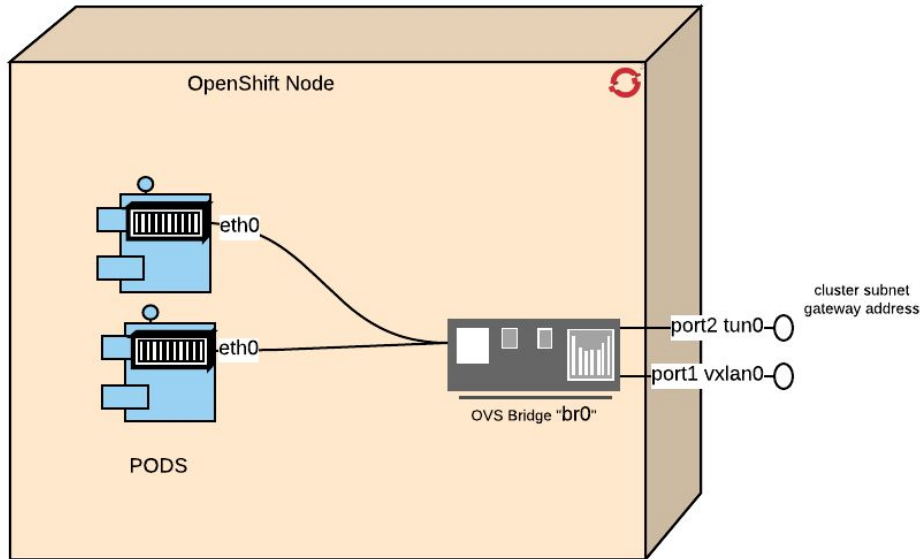 OpenShift Node
eth0
eth0
cluster subnet
gateway address
port2 tun0
port1 vxlan0
OVS Bridge "br0"
PODS